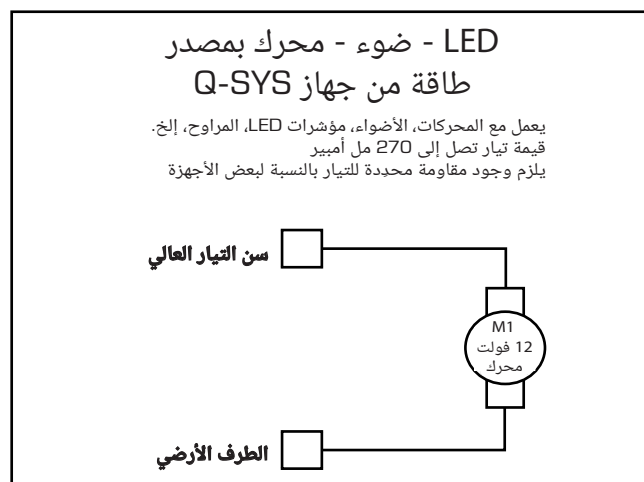 LED - ضوء - محرك بمصدر
طاقة من جهاز Q-SYS
يعمل مع المحركات، الأضواء، مؤشرات LED، المراوح، إلخ.
قيمة تيار تصل إلى 270 مل أمبير
يلزم وجود مقاومة محدِدة للتيار بالنسبة لبعض الأجهزة
سن التيار العالي
M1
12 فولت
محرك
الطرف الأرضي